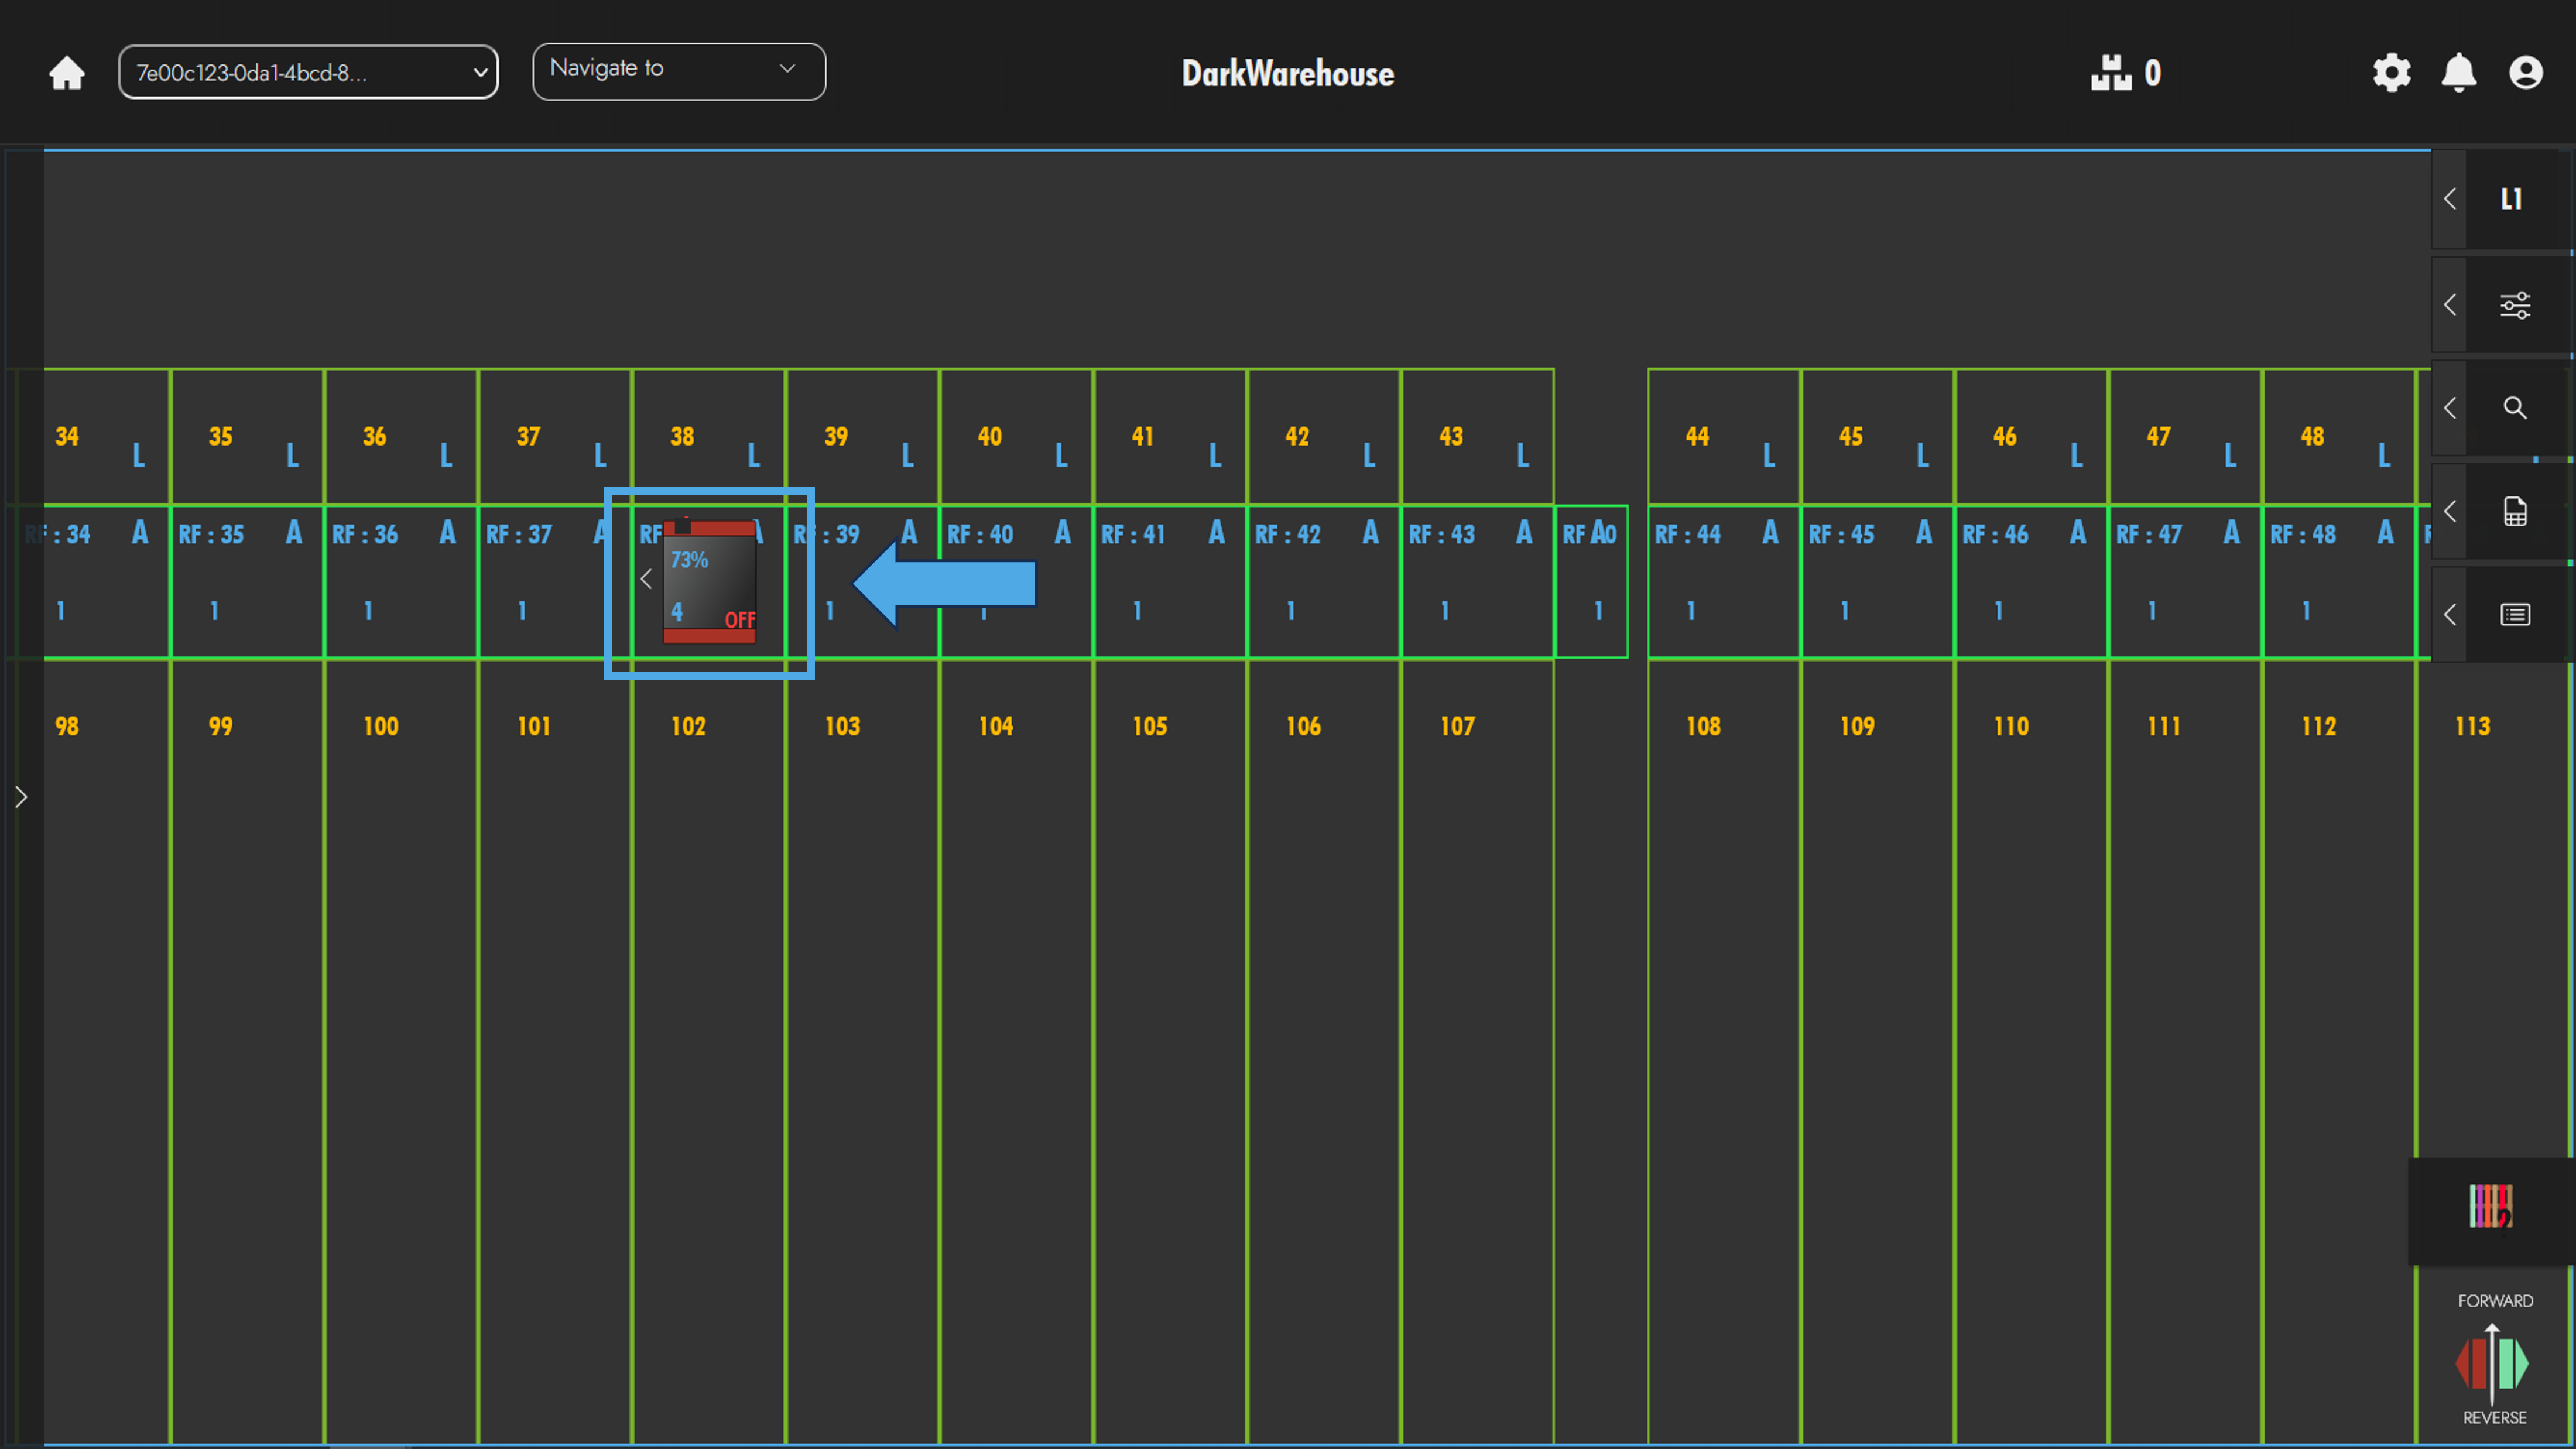 7e00c123-0da1-4bcd-8...
Navigate to
DarkWarehouse
0
L1
34 L 35 L 36 L 37 L 38 L 39 L 40 L 41 L 42 L 43 L 44 L 45 L 46 L 47 L 48 L
RF : 34 A RF : 35 A RF : 36 A RF : 37 A RF RF : 39 A RF : 40 A RF : 41 A RF : 42 A RF : 43 A RF A0 RF : 44 A RF : 45 A RF : 46 A RF : 47 A RF : 48 A
73%
1 1 1 1 4 OFF 1 1 1 1 1 1 1 1 1 1
98 99 100 101 102 103 104 105 106 107 108 109 110 111 112 113
FORWARD
REVERSE